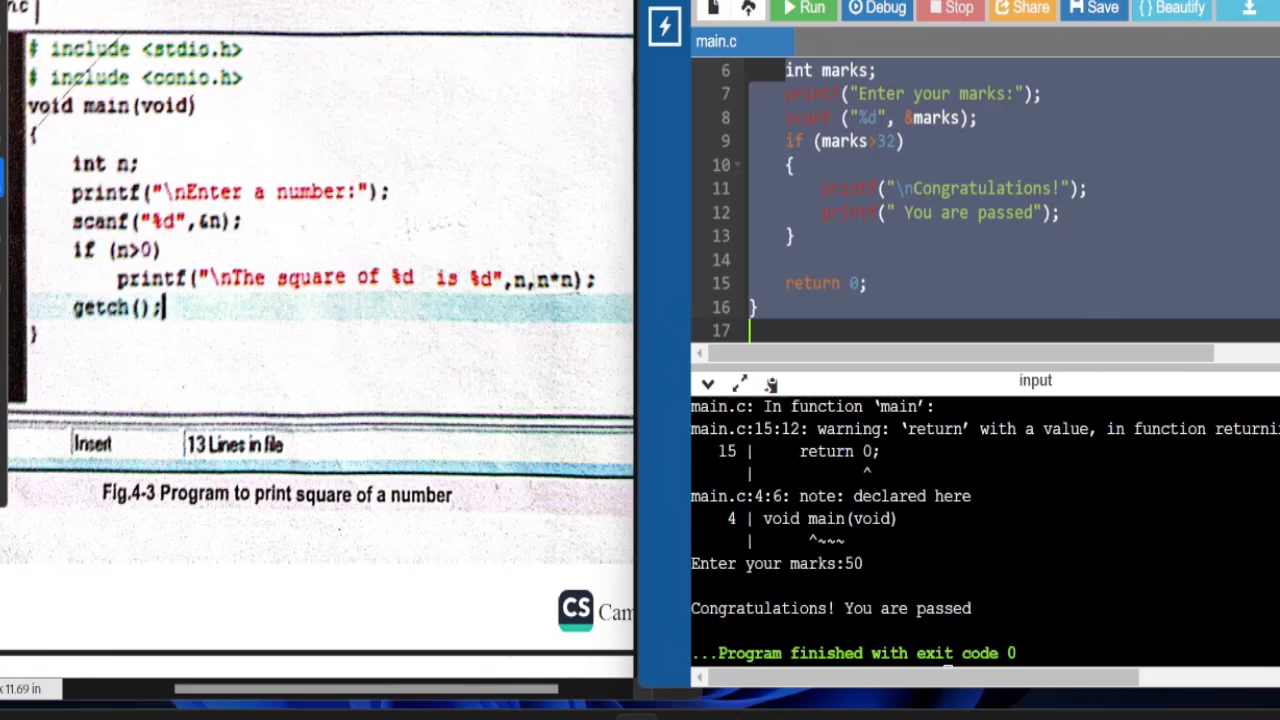 nc
# include <stdio.h>
# include <conio.h>
void main(void)
{
int n;
printf("\nEnter a number:");
scanf("%d",&n);
if (n>0)
printf("\nThe square of %d  is %d",n,n*n);
getch();
}
Insert
13 Lines in file
Fig.4-3 Program to print square of a number
CS Cam
x 11.69 in
Run
Debug
Stop
Share
Save
{ } Beautify
main.c
6 int marks;
7 printf("Enter your marks:");
8 scanf ("%d", &marks);
9 if (marks>32)
10 {
11 printf("\nCongratulations!");
12 printf(" You are passed");
13 }
14
15 return 0;
16 }
17
input
main.c: In function ‘main’:
main.c:15:12: warning: ‘return’ with a value, in function returni
15 |     return 0;
|            ^
main.c:4:6: note: declared here
4 | void main(void)
|      ^~~~
Enter your marks:50
Congratulations! You are passed
...Program finished with exit code 0